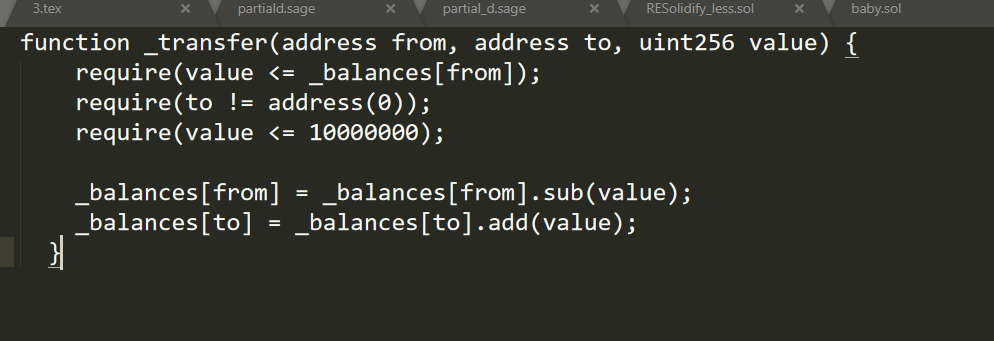 3.tex × partiald.sage × partial_d.sage × RESolidify_less.sol × baby.sol
function _transfer(address from, address to, uint256 value) {
    require(value <= _balances[from]);
    require(to != address(0));
    require(value <= 10000000);

    _balances[from] = _balances[from].sub(value);
    _balances[to] = _balances[to].add(value);
  }